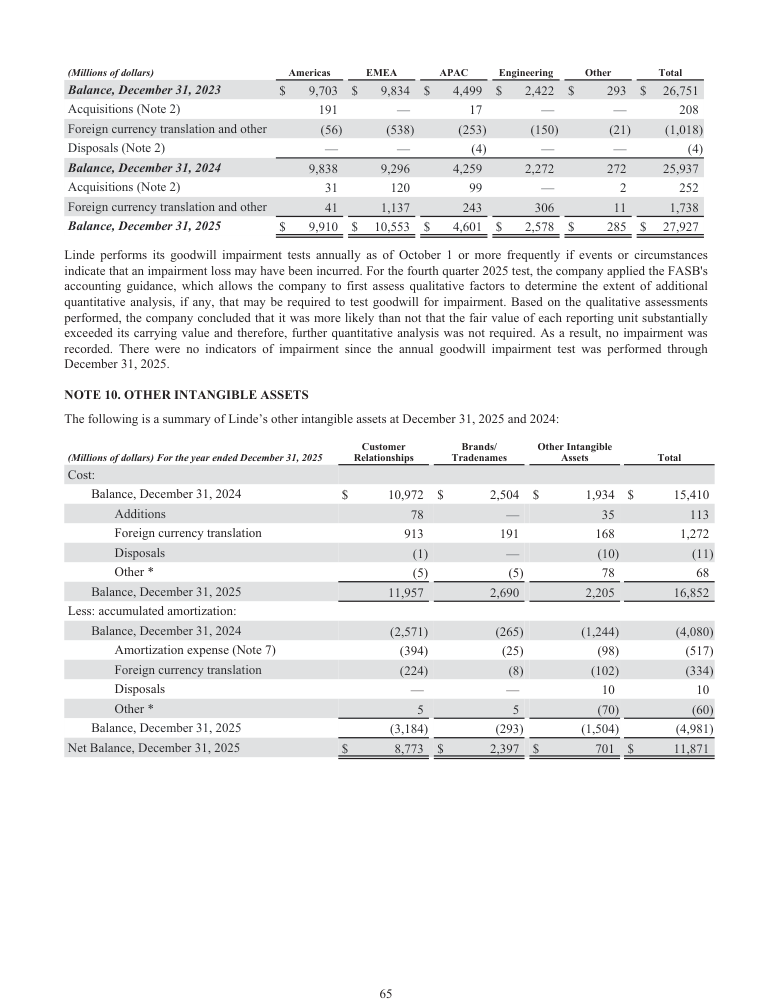 (Millions of dollars) Americas EMEA APAC Engineering Other Total
Balance, December 31, 2023 $ 9,703 $ 9,834 $ 4,499 $ 2,422 $ 293 $ 26,751
Acquisitions (Note 2) 191 — 17 — — 208
Foreign currency translation and other (56) (538) (253) (150) (21) (1,018)
Disposals (Note 2) — — (4) — — (4)
Balance, December 31, 2024 9,838 9,296 4,259 2,272 272 25,937
Acquisitions (Note 2) 31 120 99 — 2 252
Foreign currency translation and other 41 1,137 243 306 11 1,738
Balance, December 31, 2025 $ 9,910 $ 10,553 $ 4,601 $ 2,578 $ 285 $ 27,927
Linde performs its goodwill impairment tests annually as of October 1 or more frequently if events or circumstances
indicate that an impairment loss may have been incurred. For the fourth quarter 2025 test, the company applied the FASB's
accounting guidance, which allows the company to first assess qualitative factors to determine the extent of additional
quantitative analysis, if any, that may be required to test goodwill for impairment. Based on the qualitative assessments
performed, the company concluded that it was more likely than not that the fair value of each reporting unit substantially
exceeded its carrying value and therefore, further quantitative analysis was not required. As a result, no impairment was
recorded. There were no indicators of impairment since the annual goodwill impairment test was performed through
December 31, 2025.
NOTE 10. OTHER INTANGIBLE ASSETS
The following is a summary of Linde’s other intangible assets at December 31, 2025 and 2024:
Customer Brands/ Other Intangible
(Millions of dollars) For the year ended December 31, 2025 Relationships Tradenames Assets Total
Cost:
Balance, December 31, 2024 $ 10,972 $ 2,504 $ 1,934 $ 15,410
Additions 78 — 35 113
Foreign currency translation 913 191 168 1,272
Disposals (1) — (10) (11)
Other * (5) (5) 78 68
Balance, December 31, 2025 11,957 2,690 2,205 16,852
Less: accumulated amortization:
Balance, December 31, 2024 (2,571) (265) (1,244) (4,080)
Amortization expense (Note 7) (394) (25) (98) (517)
Foreign currency translation (224) (8) (102) (334)
Disposals — — 10 10
Other * 5 5 (70) (60)
Balance, December 31, 2025 (3,184) (293) (1,504) (4,981)
Net Balance, December 31, 2025 $ 8,773 $ 2,397 $ 701 $ 11,871
65